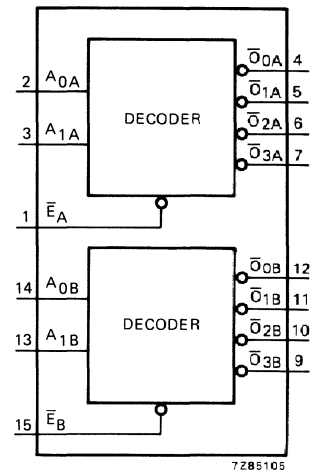 Ō0A 4
2 A0A
Ō1A 5
DECODER
Ō2A 6
3 A1A
Ō3A 7
1 ĒA
Ō0B 12
14 A0B
Ō1B 11
DECODER
Ō2B 10
13 A1B
Ō3B 9
15 ĒB
7Z85105